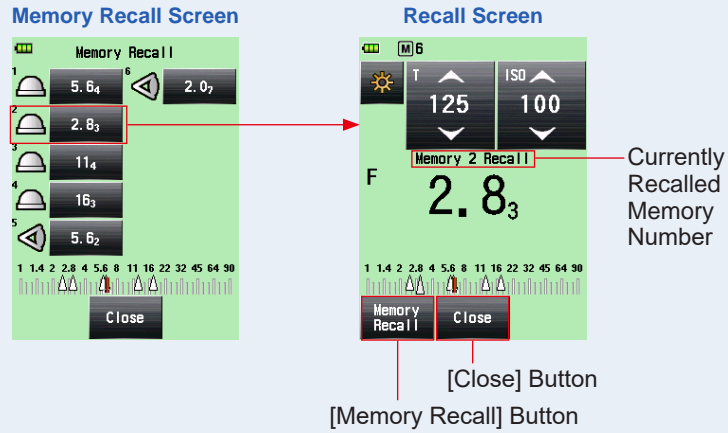 Memory Recall Screen
Memory Recall
1 5.6₄ 6 2.0₇
2 2.8₃
3 11₄
4 16₃
5 5.6₂
1 1.4 2 2.8 4 5.6 8 11 16 22 32 45 64 90
Close
Recall Screen
M 6
T ISO
125 100
Memory 2 Recall
F 2.8₃
1 1.4 2 2.8 4 5.6 8 11 16 22 32 45 64 90
Memory
Recall
Close
Currently
Recalled
Memory
Number
[Close] Button
[Memory Recall] Button